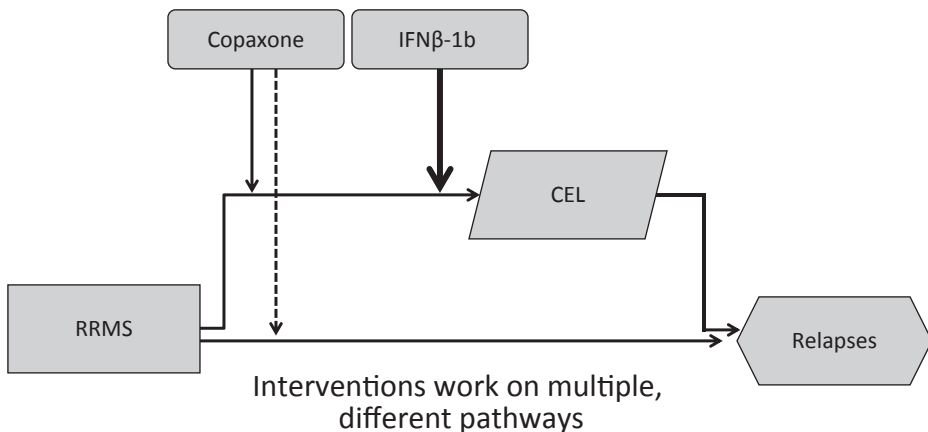 Copaxone
IFNβ-1b
CEL
RRMS
Relapses
Interventions work on multiple,
different pathways